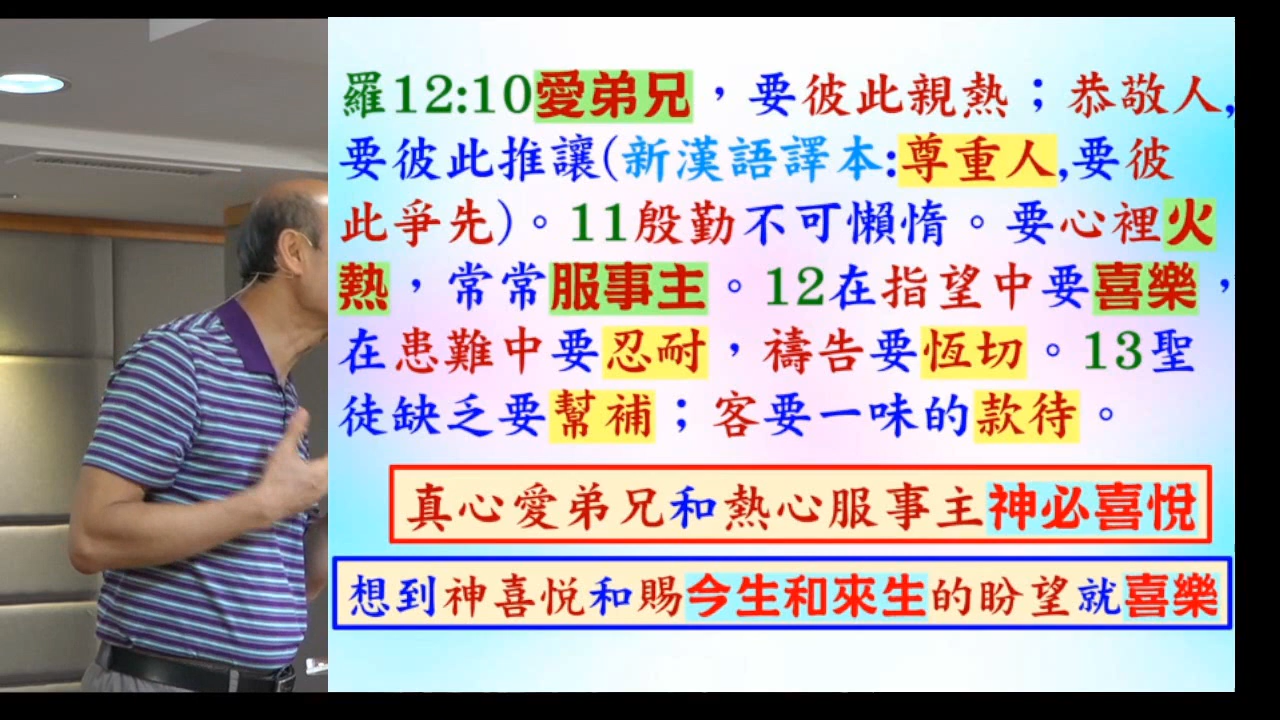 羅12:10愛弟兄，要彼此親熱；恭敬人,
要彼此推讓(新漢語譯本:尊重人,要彼
此爭先)。11殷勤不可懶惰。要心裡火
熱，常常服事主。12在指望中要喜樂，
在患難中要忍耐，禱告要恆切。13聖
徒缺乏要幫補；客要一味的款待。
真心愛弟兄和熱心服事主神必喜悅
想到神喜悅和賜今生和來生的盼望就喜樂